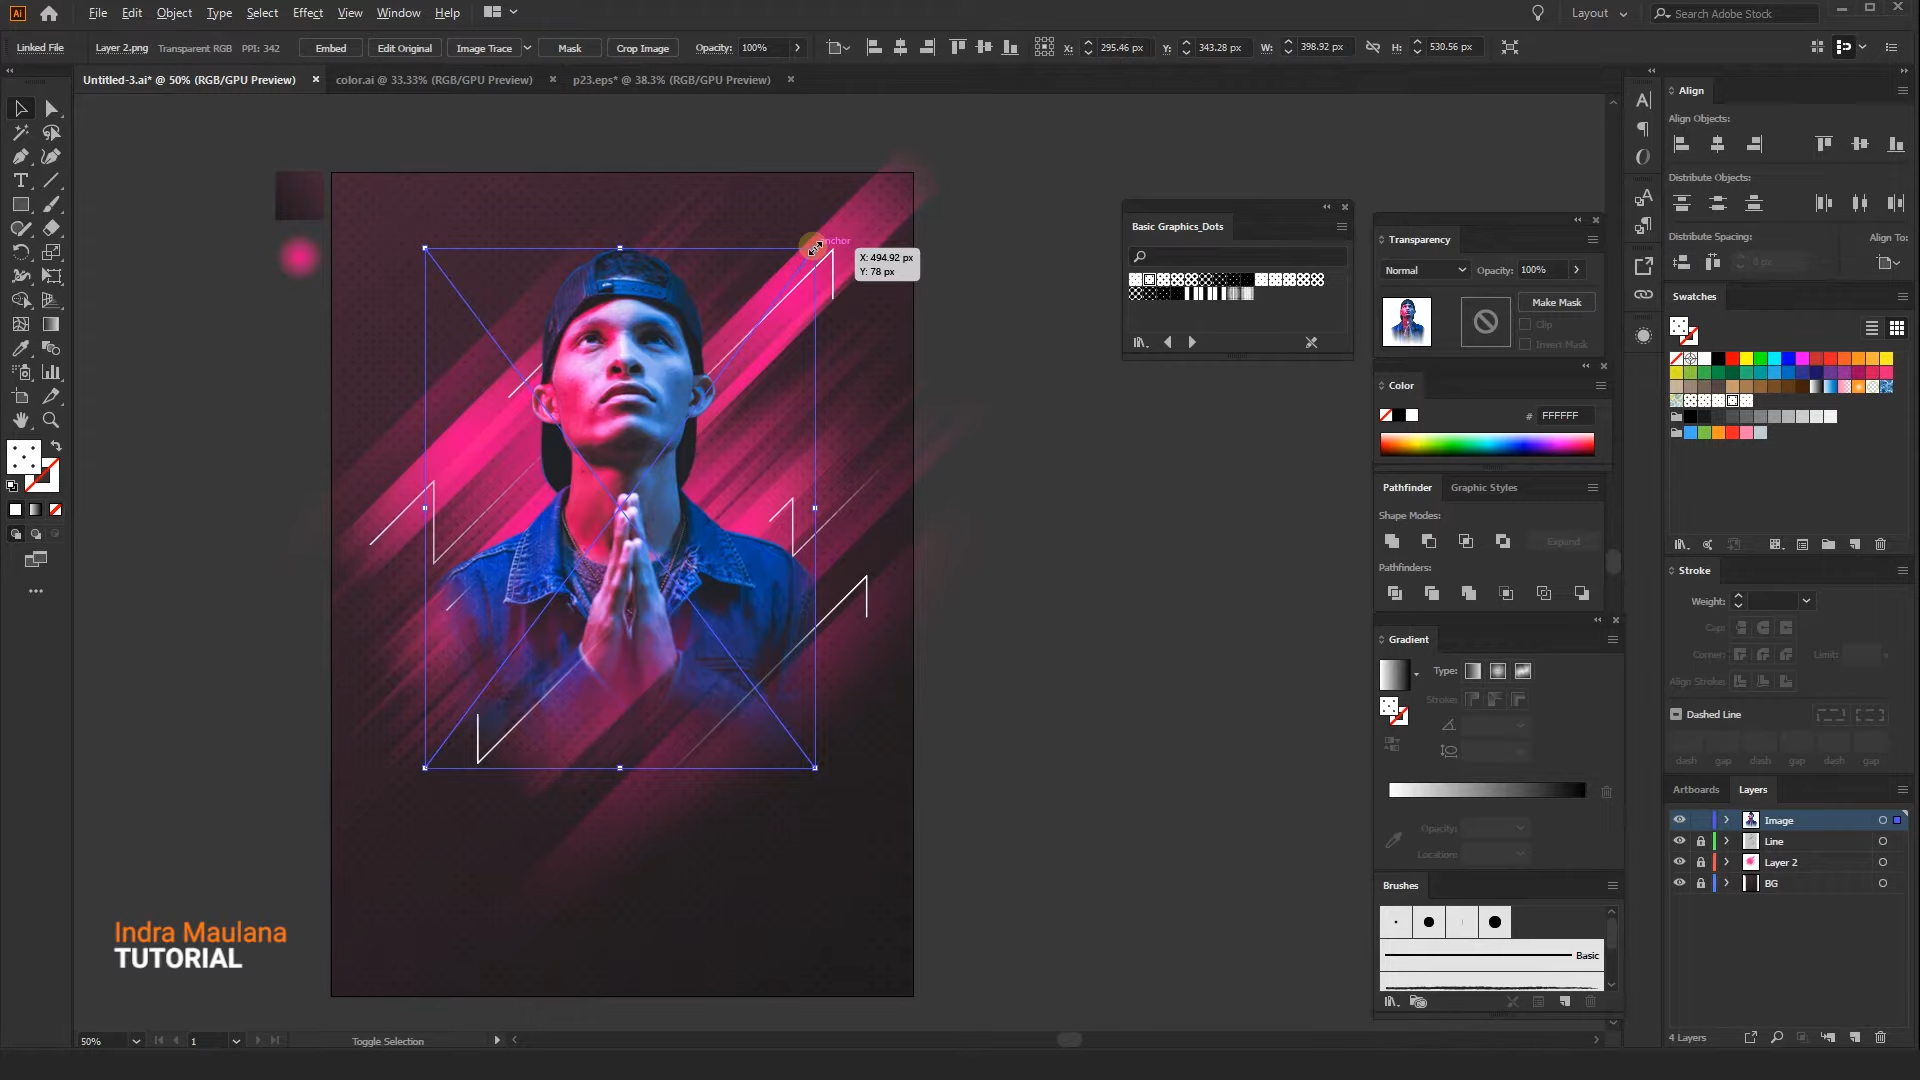 Ai File Edit Object Type Select Effect View Window Help Layout Search Adobe Stock
Linked File Layer 2.png Transparent RGB PPI: 342 Embed Edit Original Image Trace Mask Crop Image Opacity: 100% X: 295.46 px Y: 343.28 px W: 398.92 px H: 530.56 px
Untitled-3.ai* @ 50% (RGB/GPU Preview) color.ai @ 33.33% (RGB/GPU Preview) p23.eps* @ 38.3% (RGB/GPU Preview)
Align
Align Objects:
Distribute Objects:
Basic Graphics_Dots
Transparency
Normal Opacity: 100%
Make Mask
Clip
Invert Mask
Distribute Spacing: Align To:
0 px
Swatches
X: 494.92 px
Y: 78 px
Color
# FFFFFF
Pathfinder Graphic Styles
Shape Modes:
Expand
Pathfinders:
Stroke
Weight:
Cap:
Corner: Limit:
Align Stroke:
Dashed Line
dash gap dash gap dash gap
Gradient
Type:
Stroke:
Opacity:
Location:
Artboards Layers
Image
Line
Layer 2
BG
Brushes
Basic
Indra Maulana
TUTORIAL
50% 1 Toggle Selection
4 Layers